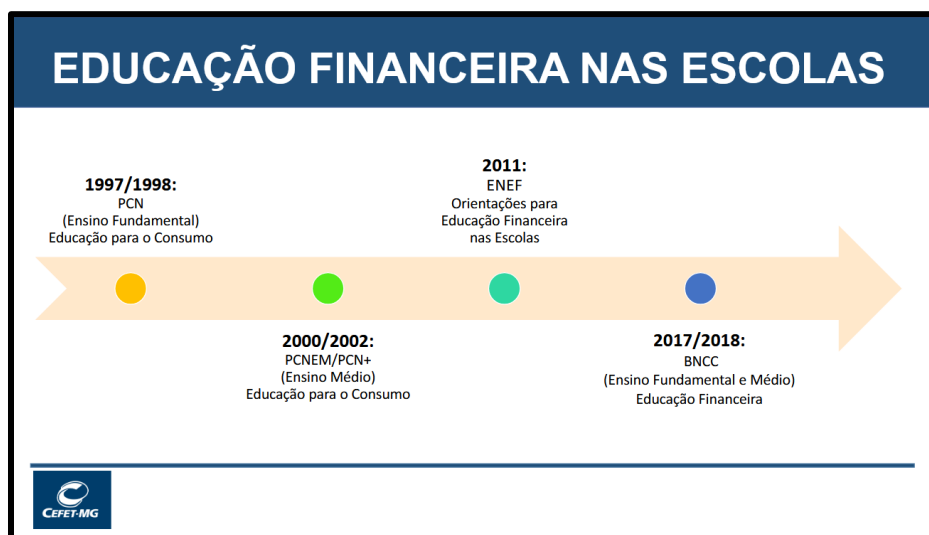 EDUCAÇÃO FINANCEIRA NAS ESCOLAS
1997/1998:
PCN
(Ensino Fundamental)
Educação para o Consumo
2000/2002:
PCNEM/PCN+
(Ensino Médio)
Educação para o Consumo
2011:
ENEF
Orientações para
Educação Financeira
nas Escolas
2017/2018:
BNCC
(Ensino Fundamental e Médio)
Educação Financeira
CEFET-MG